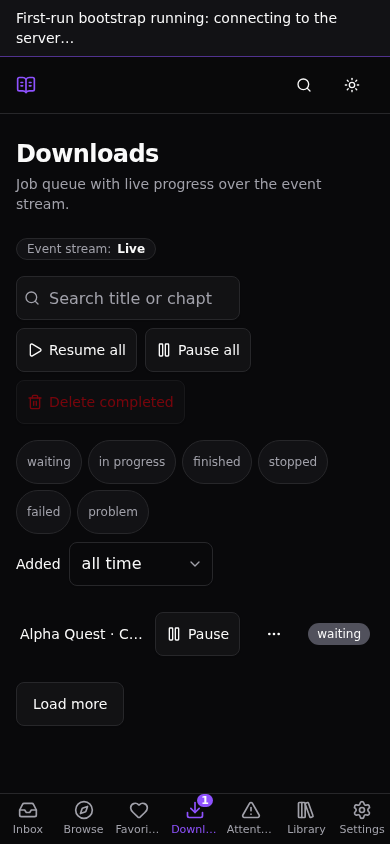 First-run bootstrap running: connecting to the
server…
Downloads
Job queue with live progress over the event
stream.
Event stream: Live
Search title or chapt
Resume all
Pause all
Delete completed
waiting
in progress
finished
stopped
failed
problem
Added
all time
Alpha Quest · C…
Pause
waiting
Load more
1
Inbox
Browse
Favori…
Downl…
Attent…
Library
Settings